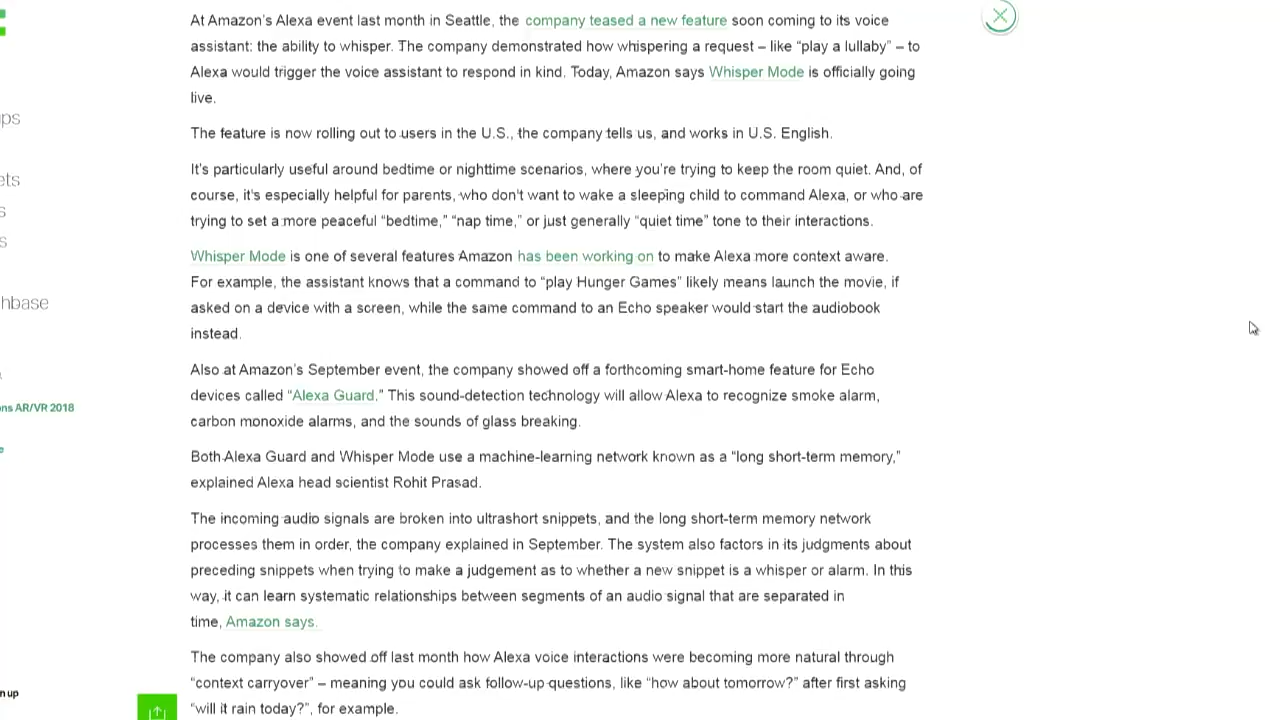 At Amazon's Alexa event last month in Seattle, the company teased a new feature soon coming to its voice
assistant: the ability to whisper. The company demonstrated how whispering a request – like “play a lullaby” – to
Alexa would trigger the voice assistant to respond in kind. Today, Amazon says Whisper Mode is officially going
live.
The feature is now rolling out to users in the U.S., the company tells us, and works in U.S. English.
It's particularly useful around bedtime or nighttime scenarios, where you're trying to keep the room quiet. And, of
course, it's especially helpful for parents, who don't want to wake a sleeping child to command Alexa, or who are
trying to set a more peaceful “bedtime,” “nap time,” or just generally “quiet time” tone to their interactions.
Whisper Mode is one of several features Amazon has been working on to make Alexa more context aware.
For example, the assistant knows that a command to “play Hunger Games” likely means launch the movie, if
asked on a device with a screen, while the same command to an Echo speaker would start the audiobook
instead.
Also at Amazon's September event, the company showed off a forthcoming smart-home feature for Echo
devices called “Alexa Guard.” This sound-detection technology will allow Alexa to recognize smoke alarm,
carbon monoxide alarms, and the sounds of glass breaking.
Both Alexa Guard and Whisper Mode use a machine-learning network known as a “long short-term memory,”
explained Alexa head scientist Rohit Prasad.
The incoming audio signals are broken into ultrashort snippets, and the long short-term memory network
processes them in order, the company explained in September. The system also factors in its judgments about
preceding snippets when trying to make a judgement as to whether a new snippet is a whisper or alarm. In this
way, it can learn systematic relationships between segments of an audio signal that are separated in
time, Amazon says.
The company also showed off last month how Alexa voice interactions were becoming more natural through
“context carryover” – meaning you could ask follow-up questions, like “how about tomorrow?” after first asking
“will it rain today?”, for example.
ps
ets
s
s
hbase
ns AR/VR 2018
e
n up